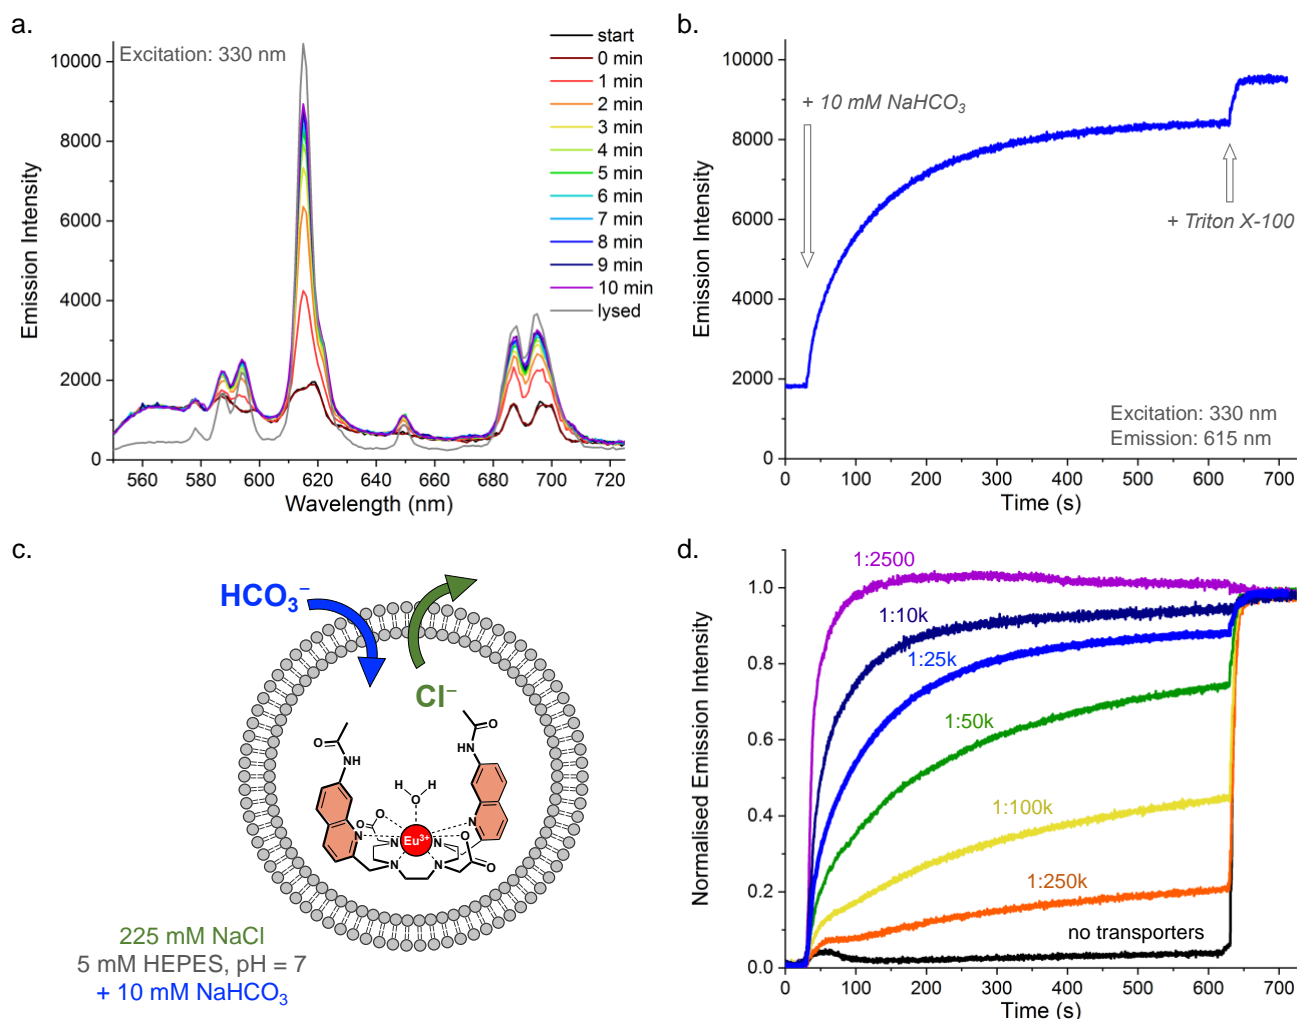 a.
Excitation: 330 nm
10000
8000
6000
4000
2000
0
Emission Intensity
560 580 600 620 640 660 680 700 720
Wavelength (nm)
start
0 min
1 min
2 min
3 min
4 min
5 min
6 min
7 min
8 min
9 min
10 min
lysed
b.
10000
8000
6000
4000
2000
0
Emission Intensity
+ 10 mM NaHCO₃
+ Triton X-100
Excitation: 330 nm
Emission: 615 nm
0 100 200 300 400 500 600 700
Time (s)
c.
HCO₃⁻
Cl⁻
O
NH
O
HN
H H
O
O
O
N
Eu³⁺
N
N
N
N
N
O
O
225 mM NaCl
5 mM HEPES, pH = 7
+ 10 mM NaHCO₃
d.
1.0
0.8
0.6
0.4
0.2
0.0
Normalised Emission Intensity
1:2500
1:10k
1:25k
1:50k
1:100k
1:250k
no transporters
0 100 200 300 400 500 600 700
Time (s)